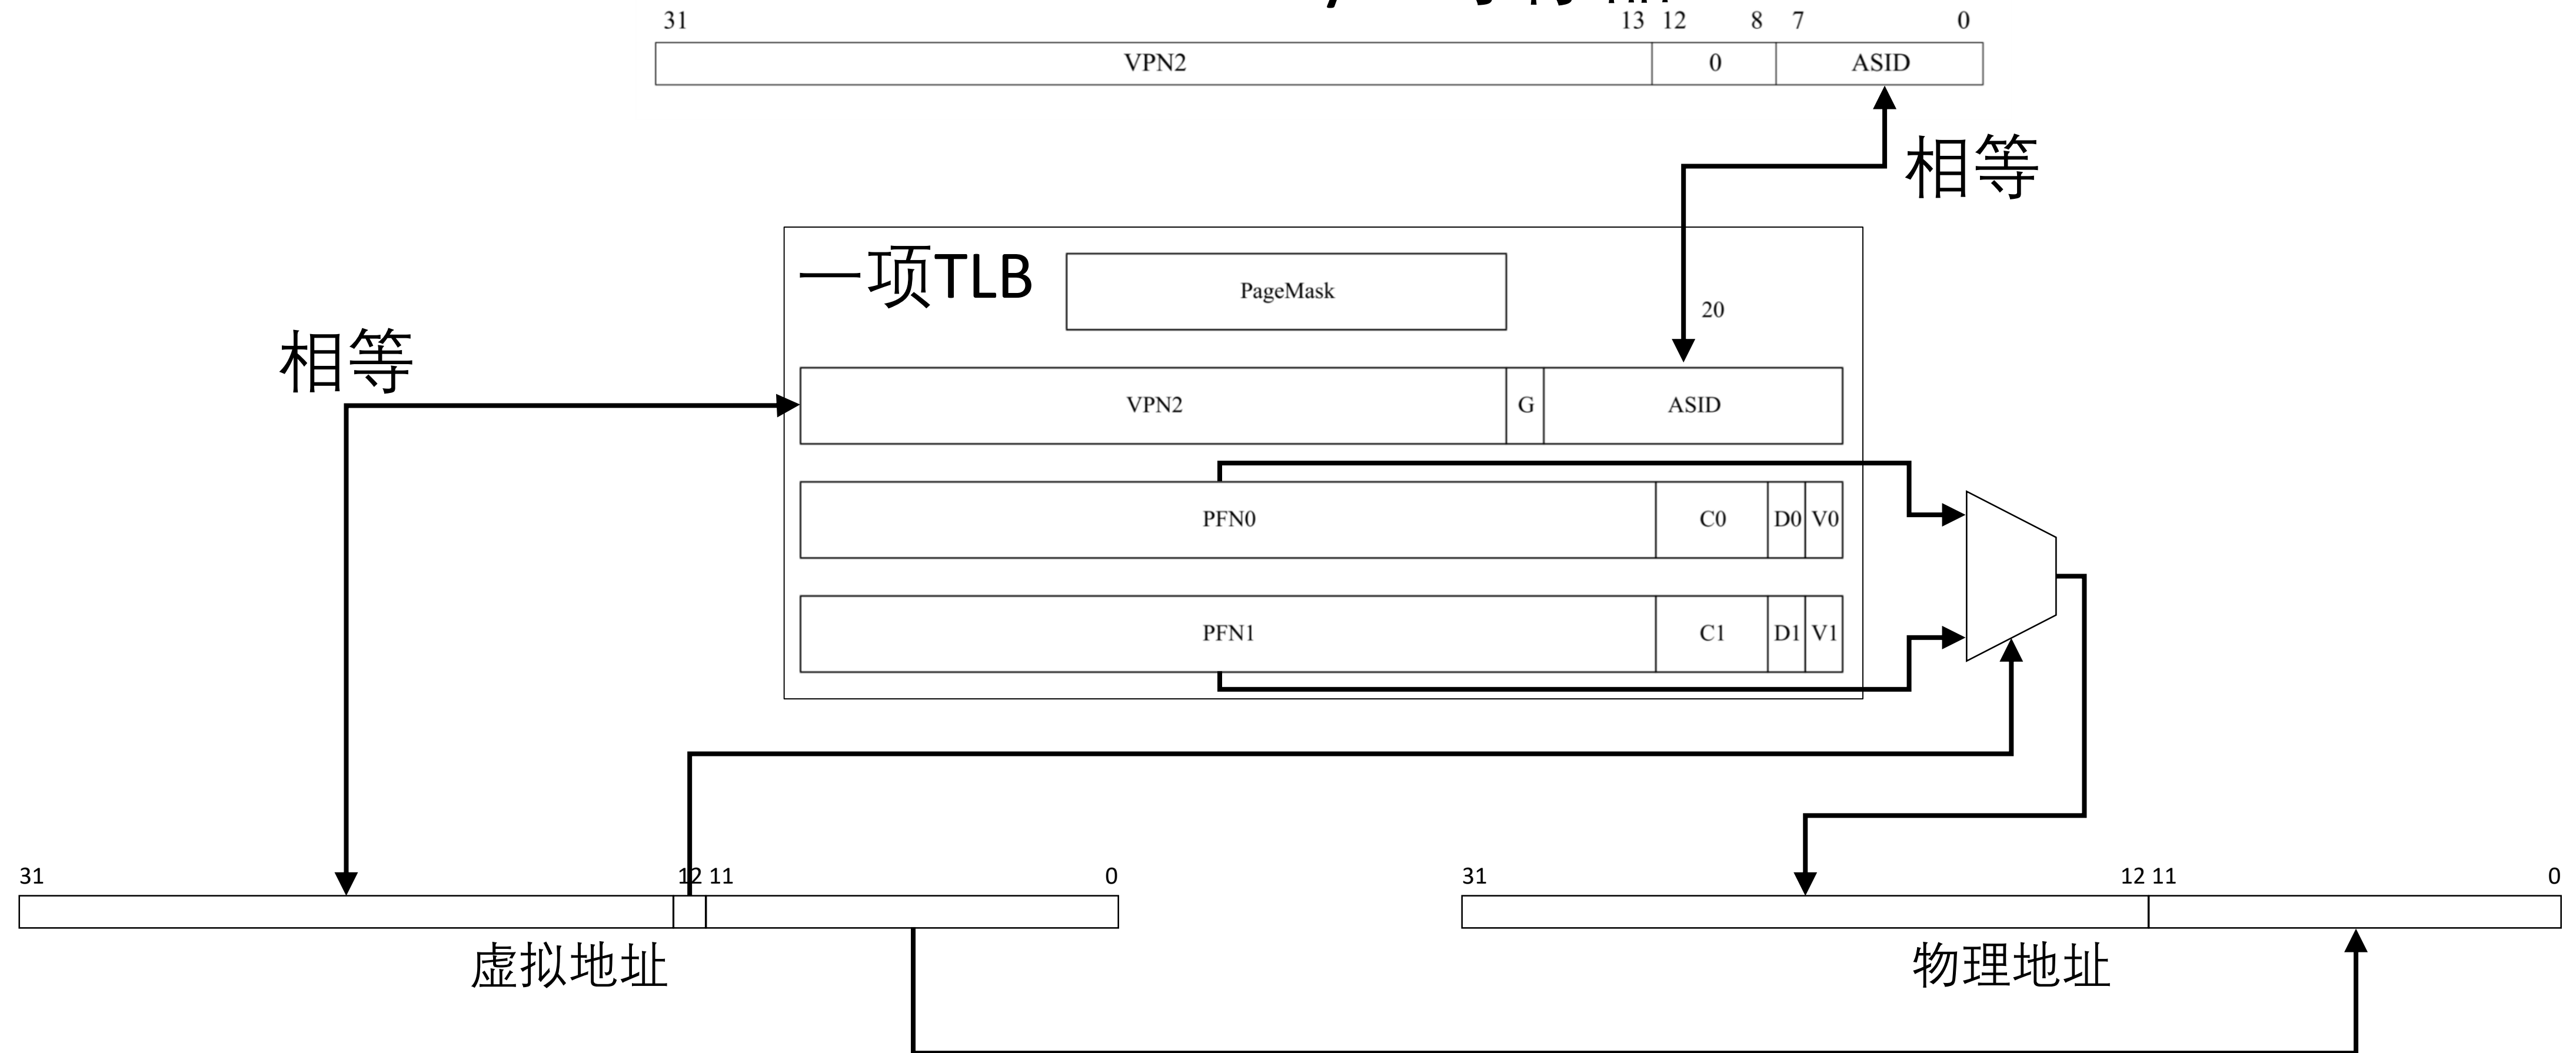 31 13 12 8 7 0
VPN2 0 ASID
相等
一项TLB
PageMask
20
相等
VPN2 G ASID
PFN0 C0 D0 V0
PFN1 C1 D1 V1
31 12 11 0
31 12 11 0
虚拟地址
物理地址